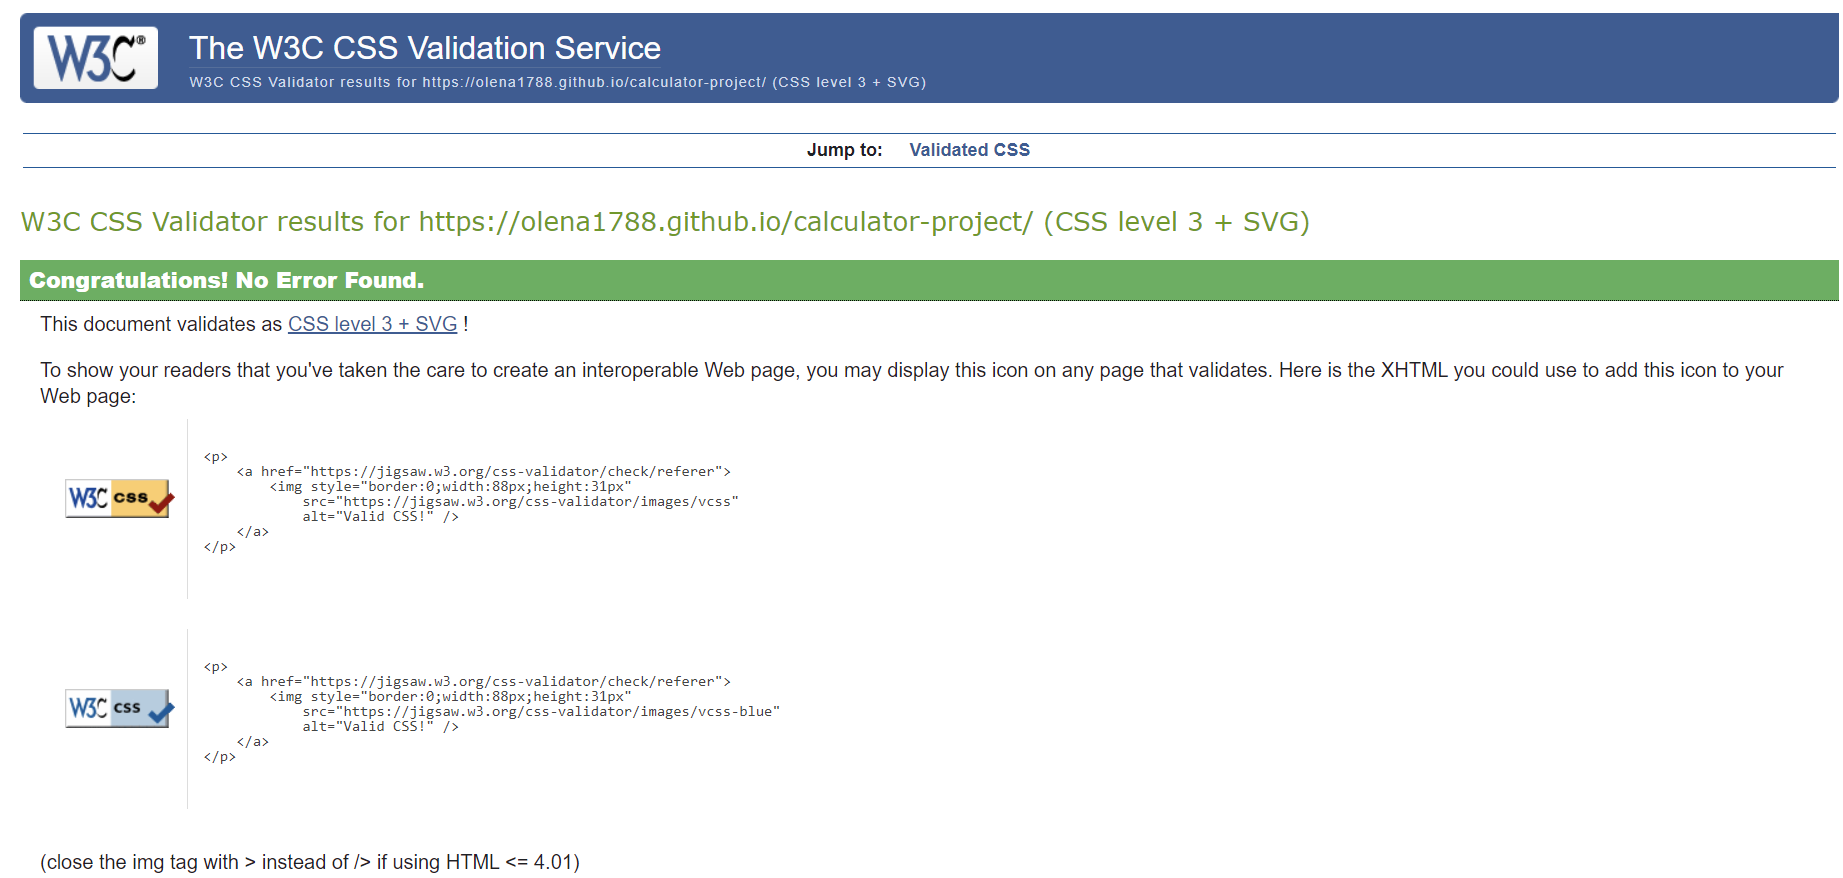 W3C®
The W3C CSS Validation Service
W3C CSS Validator results for https://olena1788.github.io/calculator-project/ (CSS level 3 + SVG)
Jump to: Validated CSS
W3C CSS Validator results for https://olena1788.github.io/calculator-project/ (CSS level 3 + SVG)
Congratulations! No Error Found.
This document validates as CSS level 3 + SVG !
To show your readers that you've taken the care to create an interoperable Web page, you may display this icon on any page that validates. Here is the XHTML you could use to add this icon to your
Web page:
W3C css
<p>
    <a href="https://jigsaw.w3.org/css-validator/check/referer">
        <img style="border:0;width:88px;height:31px"
            src="https://jigsaw.w3.org/css-validator/images/vcss"
            alt="Valid CSS!" />
    </a>
</p>
W3C css
<p>
    <a href="https://jigsaw.w3.org/css-validator/check/referer">
        <img style="border:0;width:88px;height:31px"
            src="https://jigsaw.w3.org/css-validator/images/vcss-blue"
            alt="Valid CSS!" />
    </a>
</p>
(close the img tag with > instead of /> if using HTML <= 4.01)